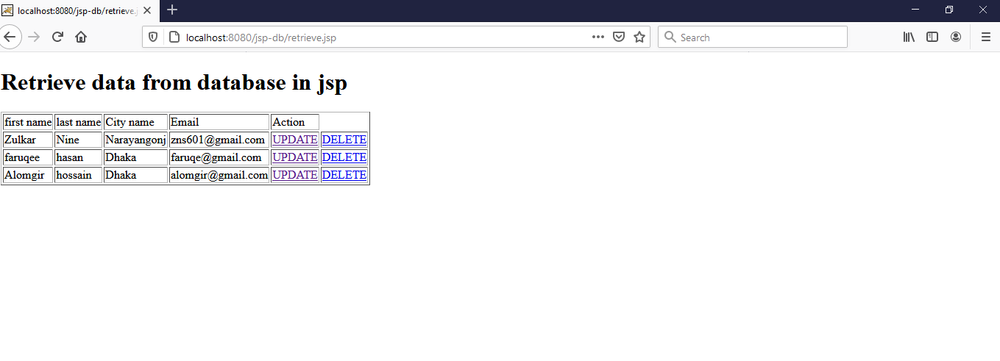 localhost:8080/jsp-db/retrieve.j
localhost:8080/jsp-db/retrieve.jsp
Search
Retrieve data from database in jsp
first name last name City name Email Action
Zulkar Nine Narayangonj zns601@gmail.com UPDATE DELETE
faruqee hasan Dhaka faruqe@gmail.com UPDATE DELETE
Alomgir hossain Dhaka alomgir@gmail.com UPDATE DELETE